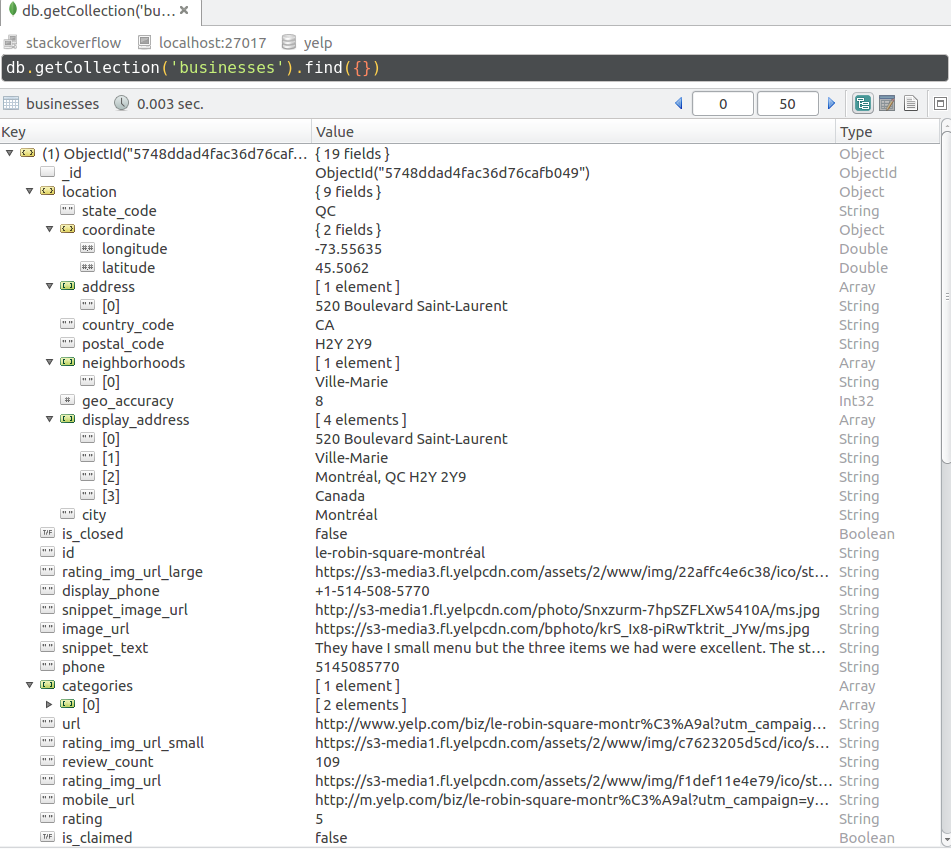 db.getCollection('bu... ×
stackoverflow localhost:27017 yelp
db.getCollection('businesses').find({})
businesses 0.003 sec. 0 50
Key Value Type
(1) ObjectId("5748ddad4fac36d76caf... { 19 fields } Object
_id ObjectId("5748ddad4fac36d76cafb049") ObjectId
location { 9 fields } Object
state_code QC String
coordinate { 2 fields } Object
longitude -73.55635 Double
latitude 45.5062 Double
address [ 1 element ] Array
[0] 520 Boulevard Saint-Laurent String
country_code CA String
postal_code H2Y 2Y9 String
neighborhoods [ 1 element ] Array
[0] Ville-Marie String
geo_accuracy 8 Int32
display_address [ 4 elements ] Array
[0] 520 Boulevard Saint-Laurent String
[1] Ville-Marie String
[2] Montréal, QC H2Y 2Y9 String
[3] Canada String
city Montréal String
is_closed false Boolean
id le-robin-square-montréal String
rating_img_url_large https://s3-media3.fl.yelpcdn.com/assets/2/www/img/22affc4e6c38/ico/st... String
display_phone +1-514-508-5770 String
snippet_image_url http://s3-media1.fl.yelpcdn.com/photo/Snxzurm-7hpSZFLXw5410A/ms.jpg String
image_url https://s3-media3.fl.yelpcdn.com/bphoto/krS_Ix8-piRwTktrit_JYw/ms.jpg String
snippet_text They have I small menu but the three items we had were excellent. The st... String
phone 5145085770 String
categories [ 1 element ] Array
[0] [ 2 elements ] Array
url http://www.yelp.com/biz/le-robin-square-montr%C3%A9al?utm_campaig... String
rating_img_url_small https://s3-media1.fl.yelpcdn.com/assets/2/www/img/c7623205d5cd/ico/s... String
review_count 109 String
rating_img_url https://s3-media1.fl.yelpcdn.com/assets/2/www/img/f1def11e4e79/ico/st... String
mobile_url http://m.yelp.com/biz/le-robin-square-montr%C3%A9al?utm_campaign=y... String
rating 5 String
is_claimed false Boolean